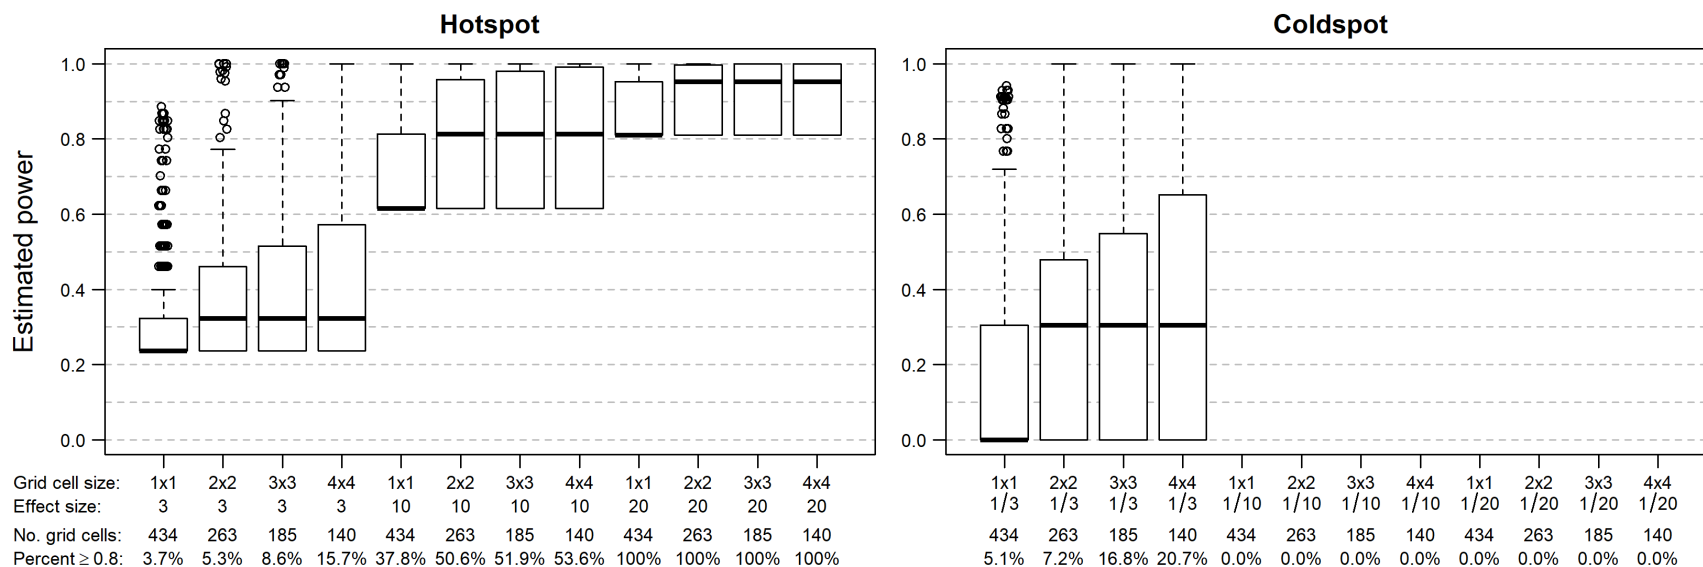 Hotspot
Coldspot
Estimated power
1.0
0.8
0.6
0.4
0.2
0.0
1.0
0.8
0.6
0.4
0.2
0.0
Grid cell size: 1x1 2x2 3x3 4x4 1x1 2x2 3x3 4x4 1x1 2x2 3x3 4x4 1x1 2x2 3x3 4x4 1x1 2x2 3x3 4x4 1x1 2x2 3x3 4x4
Effect size: 3 3 3 3 10 10 10 10 20 20 20 20 1/3 1/3 1/3 1/3 1/10 1/10 1/10 1/10 1/20 1/20 1/20 1/20
No. grid cells: 434 263 185 140 434 263 185 140 434 263 185 140 434 263 185 140 434 263 185 140 434 263 185 140
Percent ≥ 0.8: 3.7% 5.3% 8.6% 15.7% 37.8% 50.6% 51.9% 53.6% 100% 100% 100% 100% 5.1% 7.2% 16.8% 20.7% 0.0% 0.0% 0.0% 0.0% 0.0% 0.0% 0.0% 0.0%